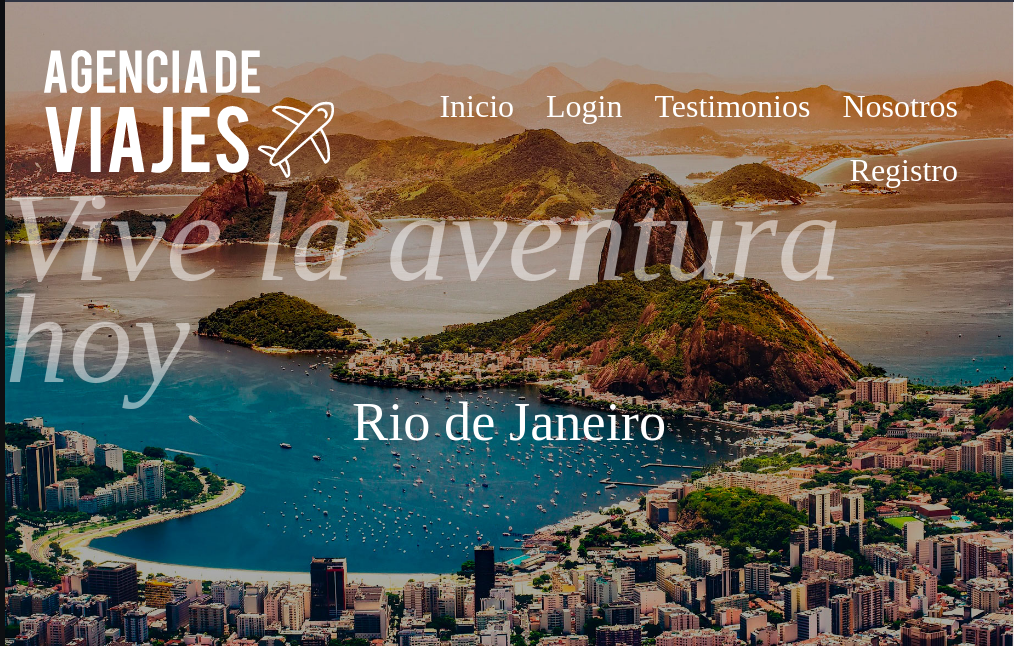 AGENCIA DE
VIAJES
Inicio Login Testimonios Nosotros
Registro
Vive la aventura
hoy
Rio de Janeiro